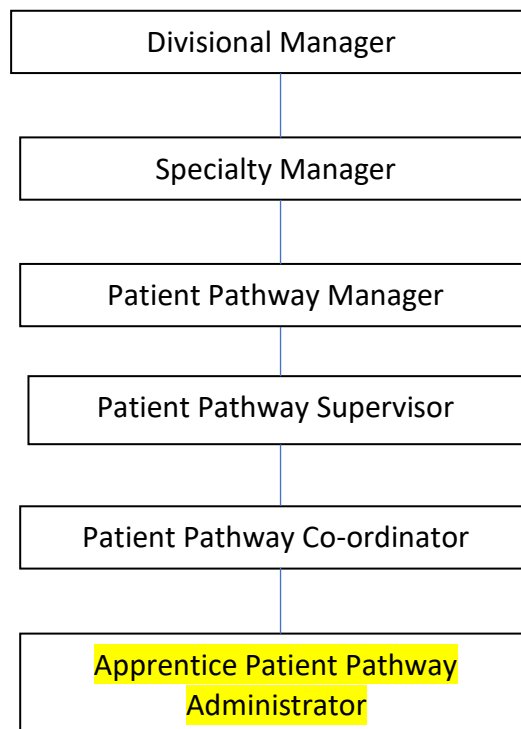 Divisional Manager
Specialty Manager
Patient Pathway Manager
Patient Pathway Supervisor
Patient Pathway Co-ordinator
Apprentice Patient Pathway
Administrator